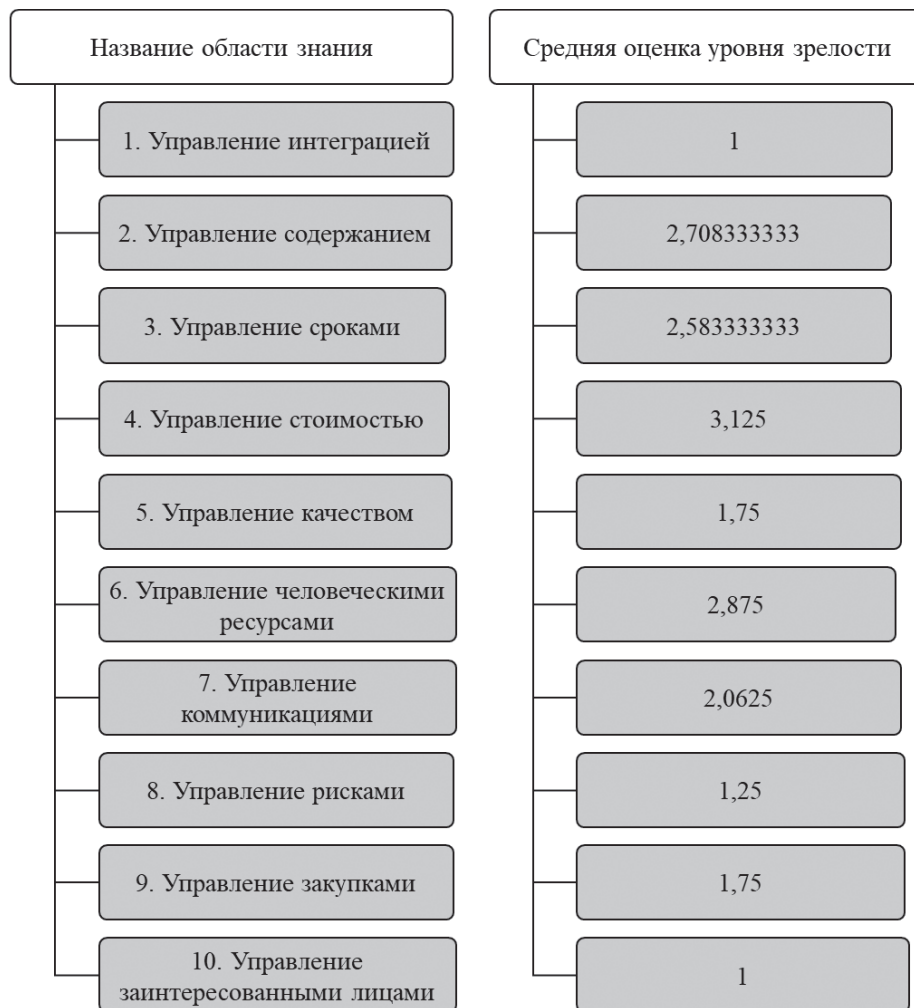 Название области знания
Средняя оценка уровня зрелости
1. Управление интеграцией
1
2. Управление содержанием
2,708333333
3. Управление сроками
2,583333333
4. Управление стоимостью
3,125
5. Управление качеством
1,75
6. Управление человеческими
ресурсами
2,875
7. Управление
коммуникациями
2,0625
8. Управление рисками
1,25
9. Управление закупками
1,75
10. Управление
заинтересованными лицами
1